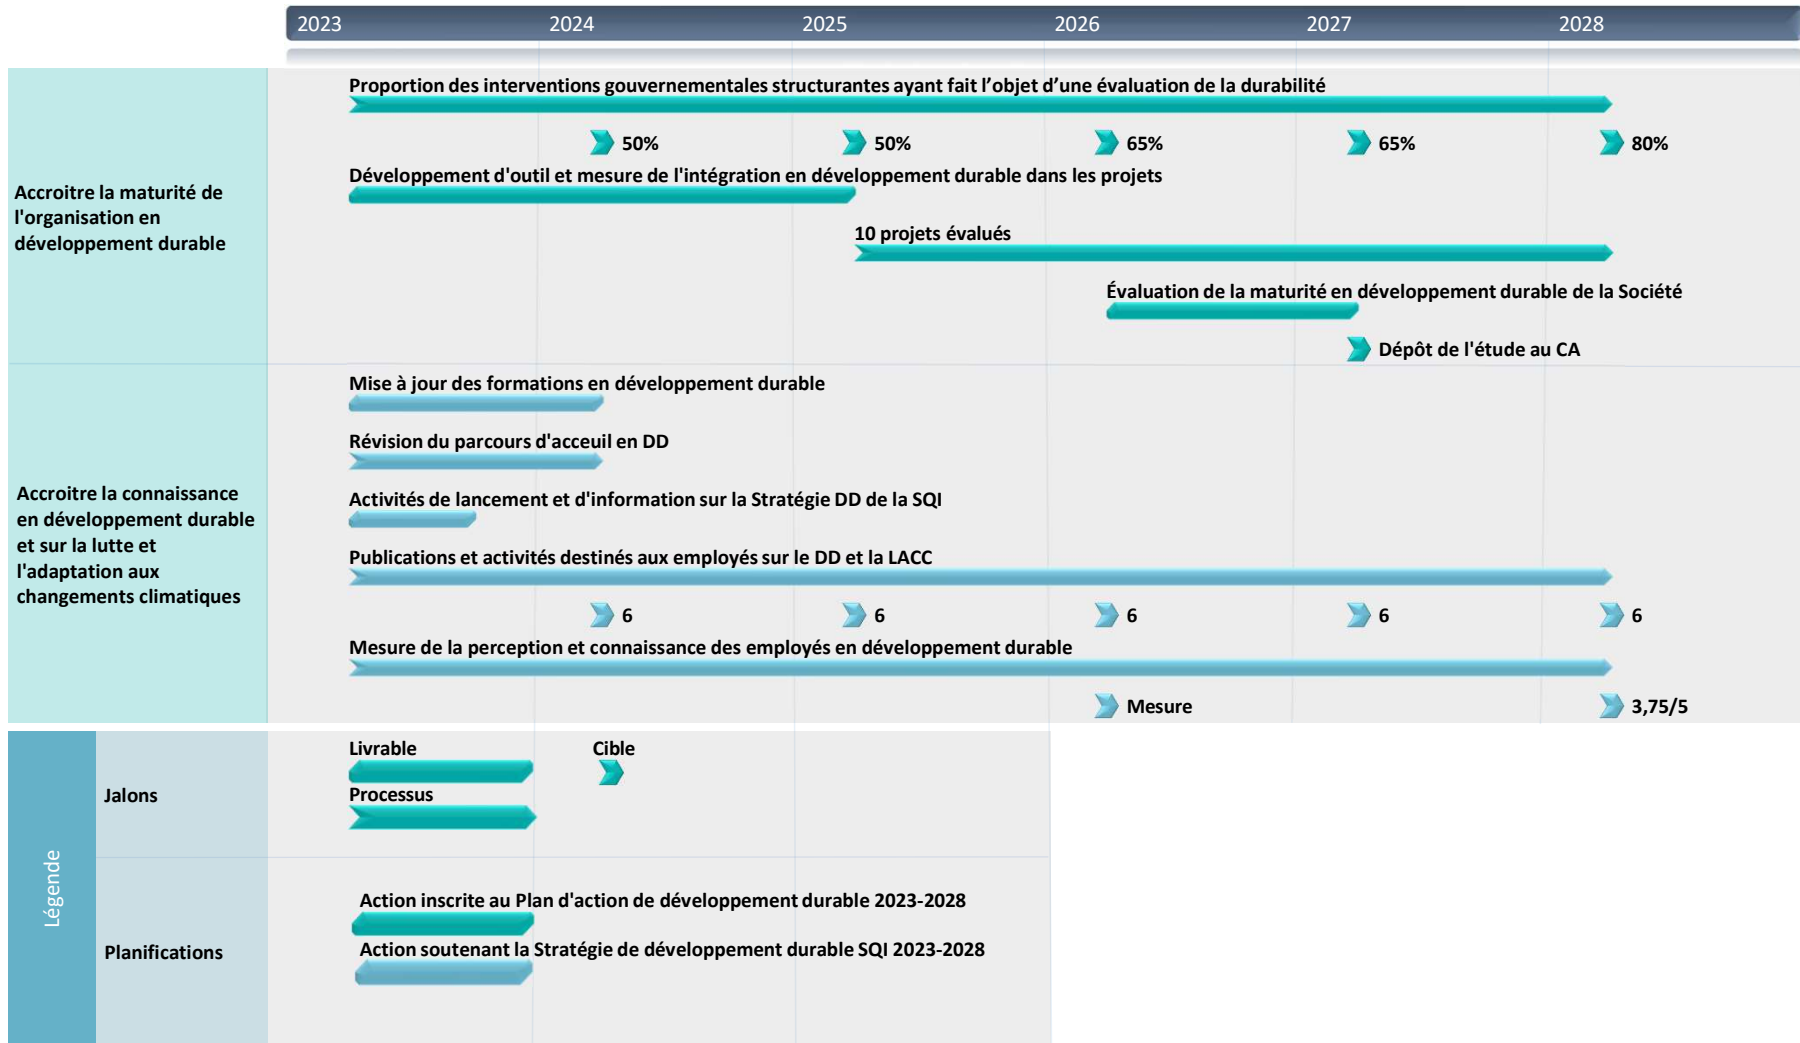 2023 2024 2025 2026 2027 2028
Proportion des interventions gouvernementales structurantes ayant fait l’objet d’une évaluation de la durabilité
50% 50% 65% 65% 80%
Accroitre la maturité de
l'organisation en
développement durable
Développement d'outil et mesure de l'intégration en développement durable dans les projets
10 projets évalués
Évaluation de la maturité en développement durable de la Société
Dépôt de l'étude au CA
Accroitre la connaissance
en développement durable
et sur la lutte et
l'adaptation aux
changements climatiques
Mise à jour des formations en développement durable
Révision du parcours d'acceuil en DD
Activités de lancement et d'information sur la Stratégie DD de la SQI
Publications et activités destinés aux employés sur le DD et la LACC
6 6 6 6 6
Mesure de la perception et connaissance des employés en développement durable
Mesure 3,75/5
Légende
Jalons
Livrable Cible
Processus
Planifications
Action inscrite au Plan d'action de développement durable 2023-2028
Action soutenant la Stratégie de développement durable SQI 2023-2028